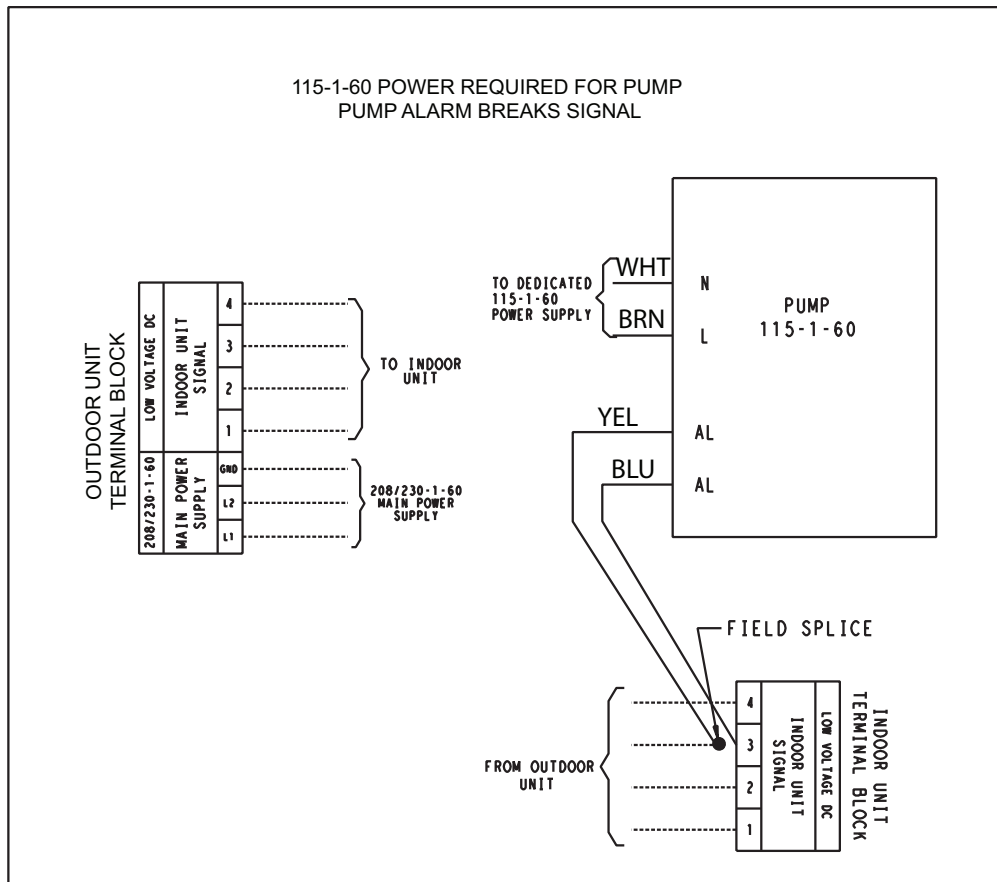 115-1-60 POWER REQUIRED FOR PUMP
PUMP ALARM BREAKS SIGNAL
OUTDOOR UNIT
TERMINAL BLOCK
LOW VOLTAGE DC
INDOOR UNIT
SIGNAL
4
3
2
1
TO INDOOR
UNIT
208/230-1-60
MAIN POWER
SUPPLY
GND
L2
L1
208/230-1-60
MAIN POWER
SUPPLY
TO DEDICATED
115-1-60
POWER SUPPLY
WHT
BRN
YEL
BLU
N
L
AL
AL
PUMP
115-1-60
FIELD SPLICE
FROM OUTDOOR
UNIT
4
3
2
1
INDOOR UNIT
SIGNAL
LOW VOLTAGE DC
INDOOR UNIT
TERMINAL BLOCK